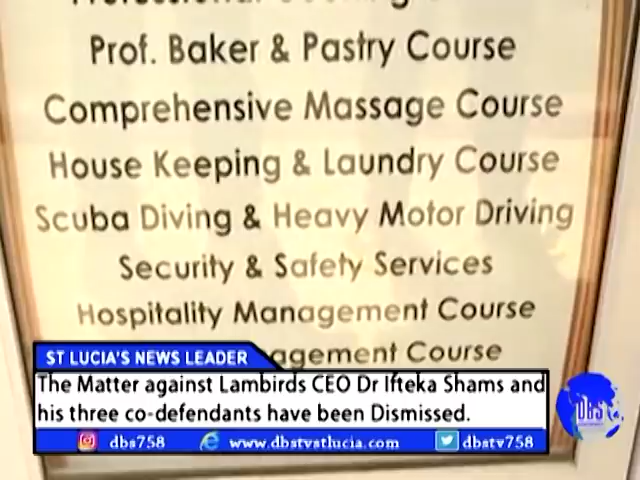 Prof. Baker & Pastry Course
Comprehensive Massage Course
House Keeping & Laundry Course
Scuba Diving & Heavy Motor Driving
Security & Safety Services
Hospitality Management Course
Course
ST LUCIA'S NEWS LEADER
The Matter against Lambirds CEO Dr Ifteka Shams and
his three co-defendants have been Dismissed.
dbs758 www.dbstvstlucia.com dbstv758
DBS